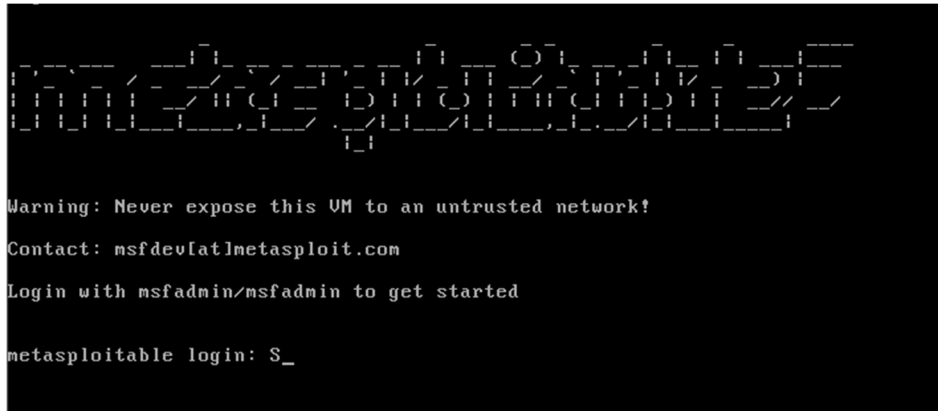 metasploitable2
Warning: Never expose this VM to an untrusted network!
Contact: msfdev[at]metasploit.com
Login with msfadmin/msfadmin to get started
metasploitable login: S_